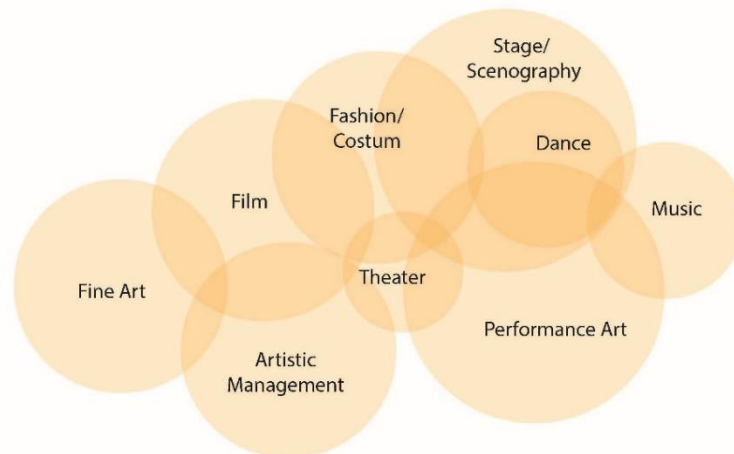 Stage/
Scenography
Fashion/
Costum
Dance
Film
Music
Theater
Fine Art
Performance Art
Artistic
Management